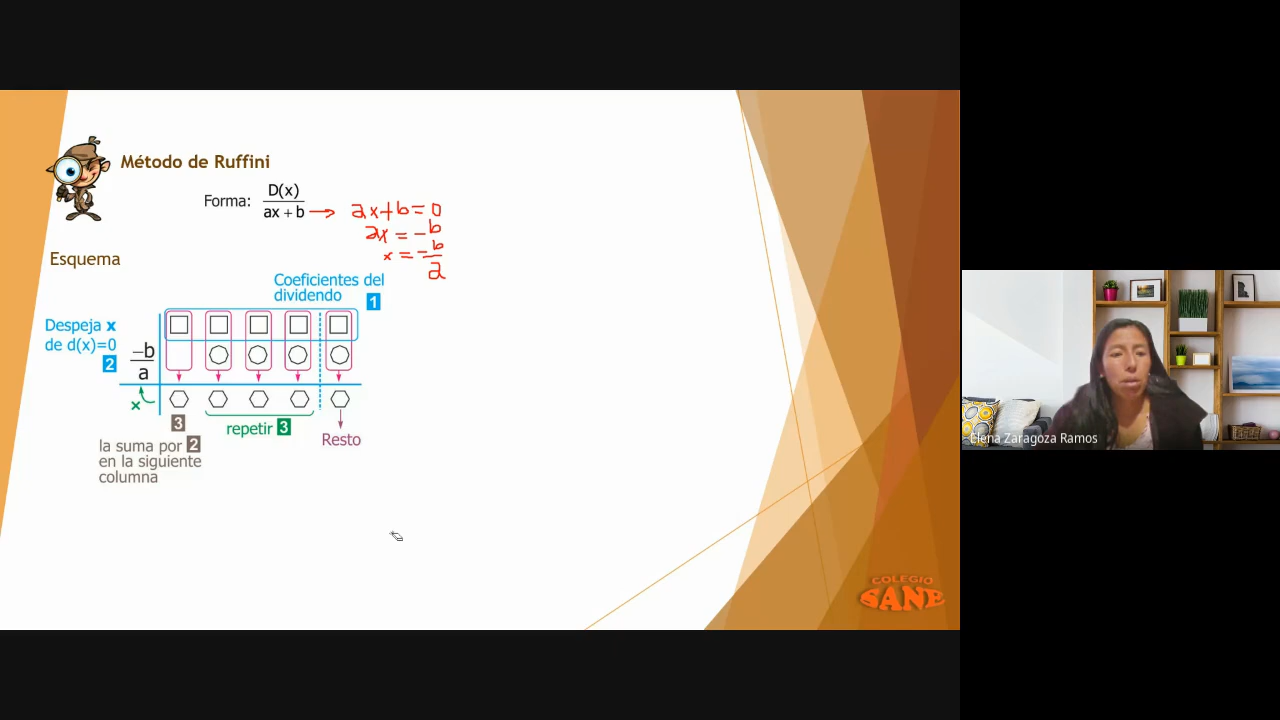 Método de Ruffini
Forma: D(x)
ax + b → ax+b=0
ax = -b
x = -b
a
Esquema
Coeficientes del
dividendo
1
Despeja x
de d(x)=0
2
–b
a
x
3
repetir 3
Resto
la suma por 2
en la siguiente
columna
Elena Zaragoza Ramos
COLEGIO
SANE